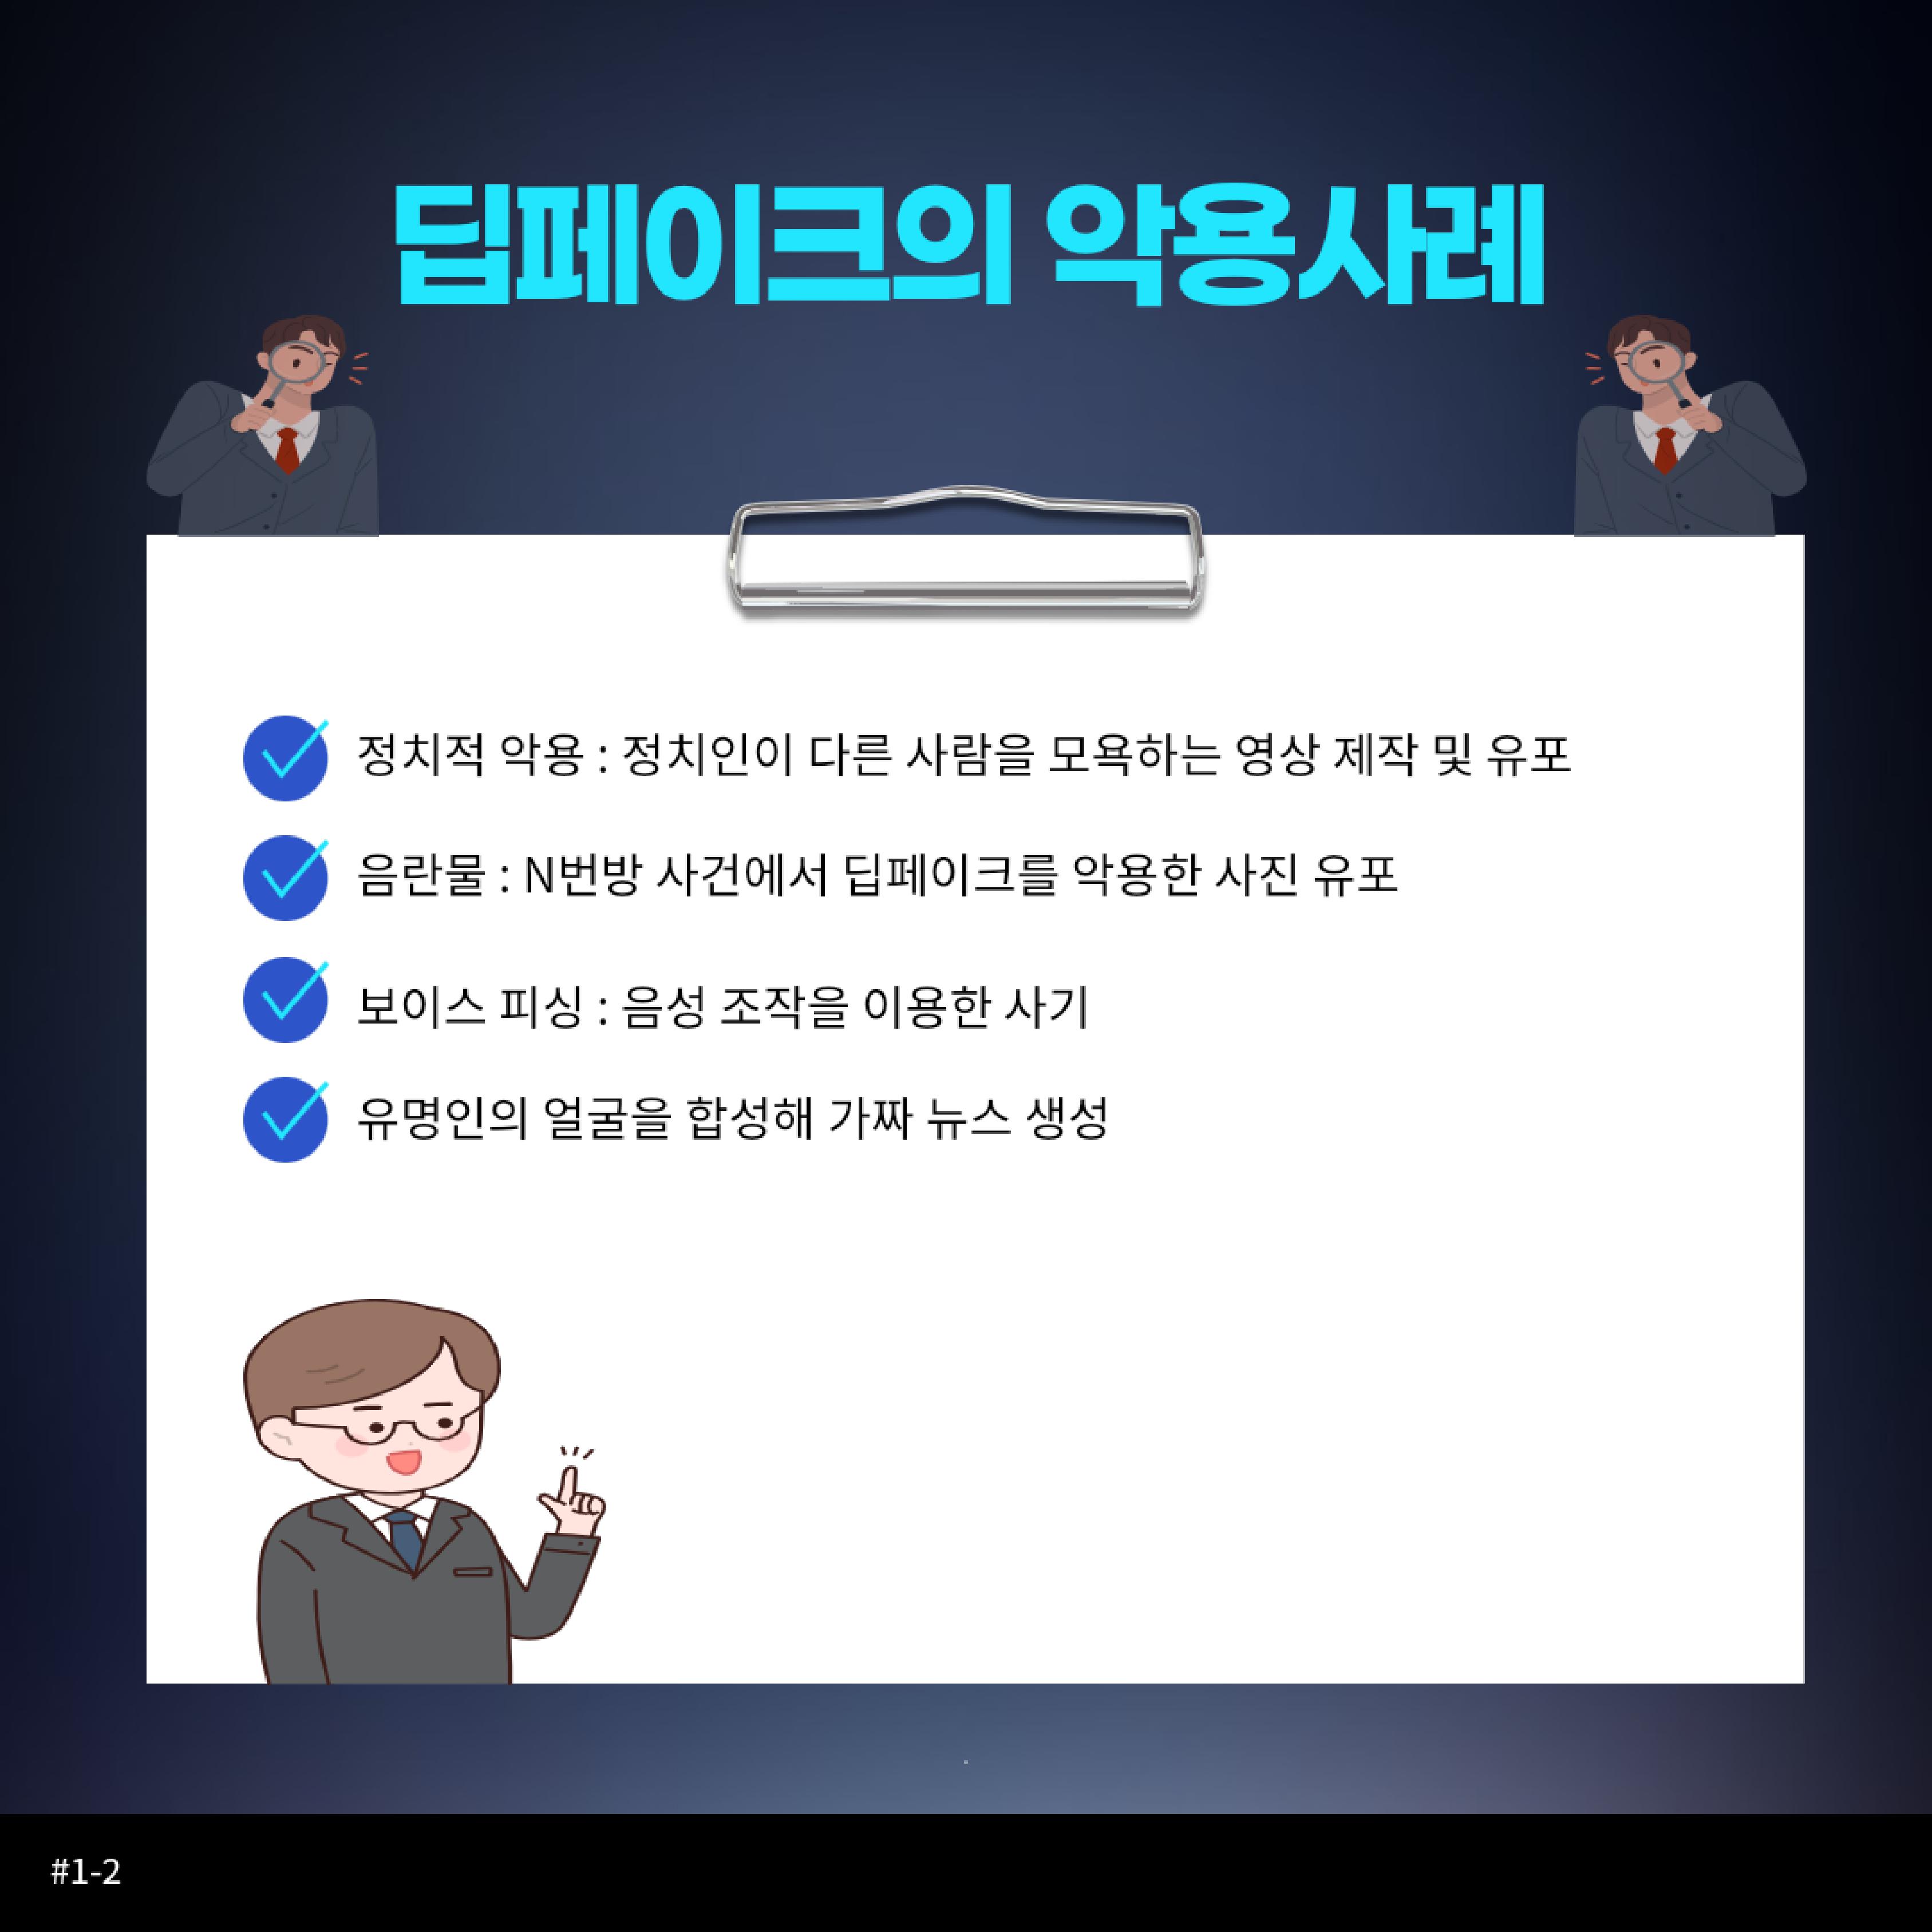 딥페이크의 악용사례
정치적 악용 : 정치인이 다른 사람을 모욕하는 영상 제작 및 유포
음란물 : N번방 사건에서 딥페이크를 악용한 사진 유포
보이스 피싱 : 음성 조작을 이용한 사기
유명인의 얼굴을 합성해 가짜 뉴스 생성
#1-2